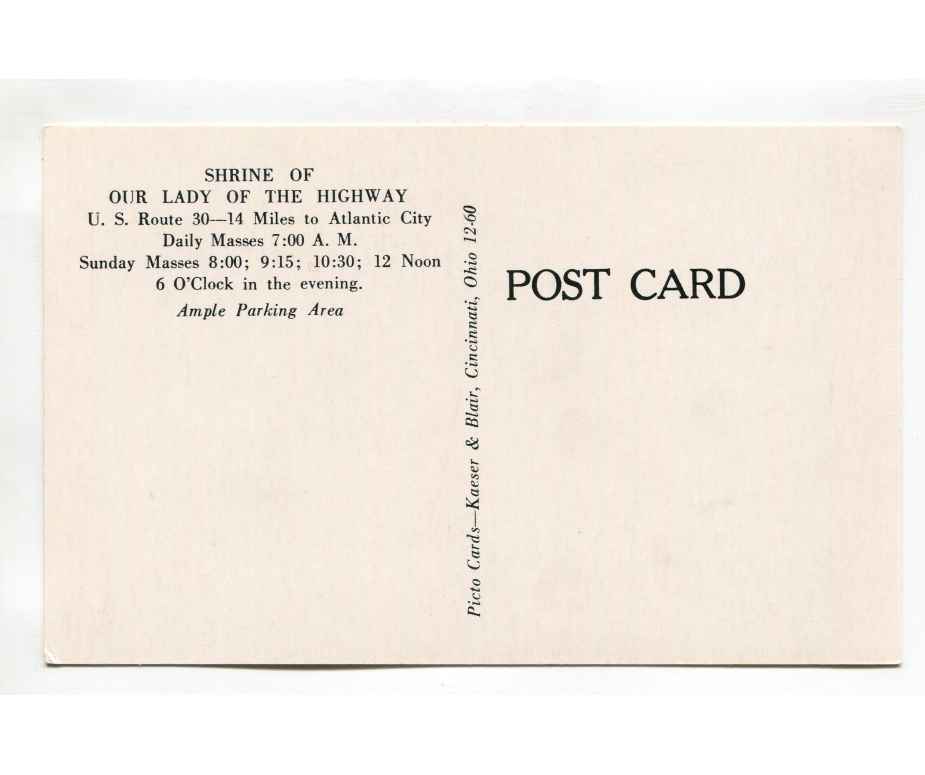 SHRINE OF
OUR LADY OF THE HIGHWAY
U. S. Route 30—14 Miles to Atlantic City
Daily Masses 7:00 A. M.
Sunday Masses 8:00; 9:15; 10:30; 12 Noon
6 O'Clock in the evening.
Ample Parking Area
Picto Cards—Kaeser & Blair, Cincinnati, Ohio 12-60
POST CARD